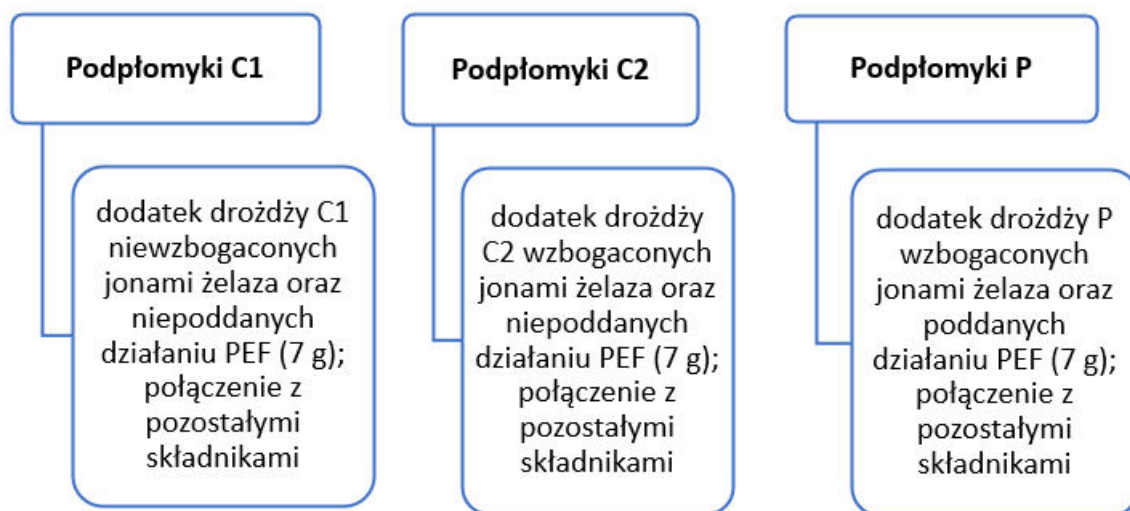 Podpłomyki C1
dodatek drożdży C1
niewzbogaconych
jonami żelaza oraz
niepoddanych
działaniu PEF (7 g);
połączenie z
pozostałymi
składnikami
Podpłomyki C2
dodatek drożdży
C2 wzbogaconych
jonami żelaza oraz
niepoddanych
działaniu PEF (7 g);
połączenie z
pozostałymi
składnikami
Podpłomyki P
dodatek drożdży P
wzbogaconych
jonami żelaza oraz
poddanych
działaniu PEF (7 g);
połączenie z
pozostałymi
składnikami